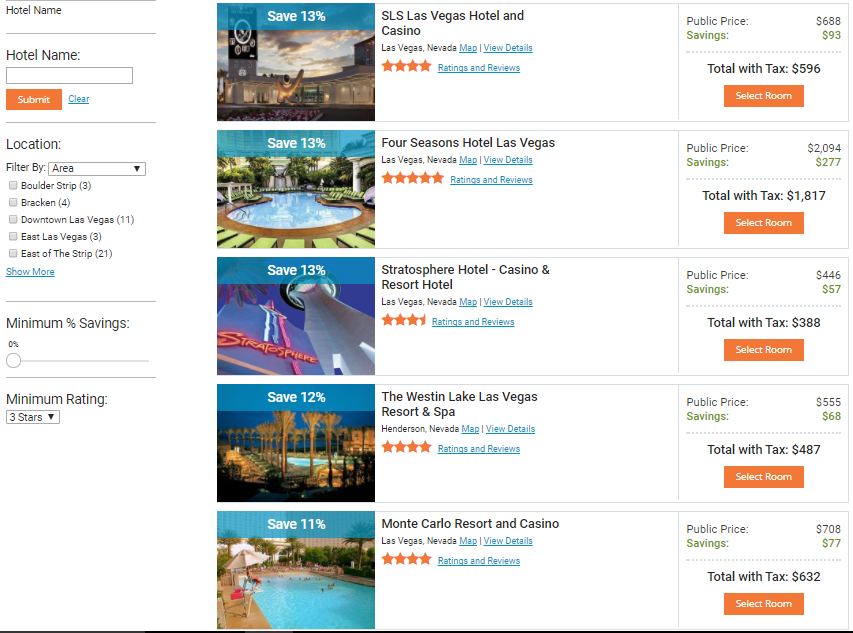 Hotel Name
Hotel Name:
Submit Clear
Location:
Filter By: Area ▼
Boulder Strip (3)
Bracken (4)
Downtown Las Vegas (11)
East Las Vegas (3)
East of The Strip (21)
Show More
Minimum % Savings:
0%
Minimum Rating:
3 Stars ▼
Save 13%
SLS Las Vegas Hotel and
Casino
Las Vegas, Nevada Map | View Details
Ratings and Reviews
Public Price: $688
Savings: $93
Total with Tax: $596
Select Room
Save 13%
Four Seasons Hotel Las Vegas
Las Vegas, Nevada Map | View Details
Ratings and Reviews
Public Price: $2,094
Savings: $277
Total with Tax: $1,817
Select Room
Save 13%
STRATOSPHERE
Stratosphere Hotel - Casino &
Resort Hotel
Las Vegas, Nevada Map | View Details
Ratings and Reviews
Public Price: $446
Savings: $57
Total with Tax: $388
Select Room
Save 12%
The Westin Lake Las Vegas
Resort & Spa
Henderson, Nevada Map | View Details
Ratings and Reviews
Public Price: $555
Savings: $68
Total with Tax: $487
Select Room
Save 11%
Monte Carlo Resort and Casino
Las Vegas, Nevada Map | View Details
Ratings and Reviews
Public Price: $708
Savings: $77
Total with Tax: $632
Select Room